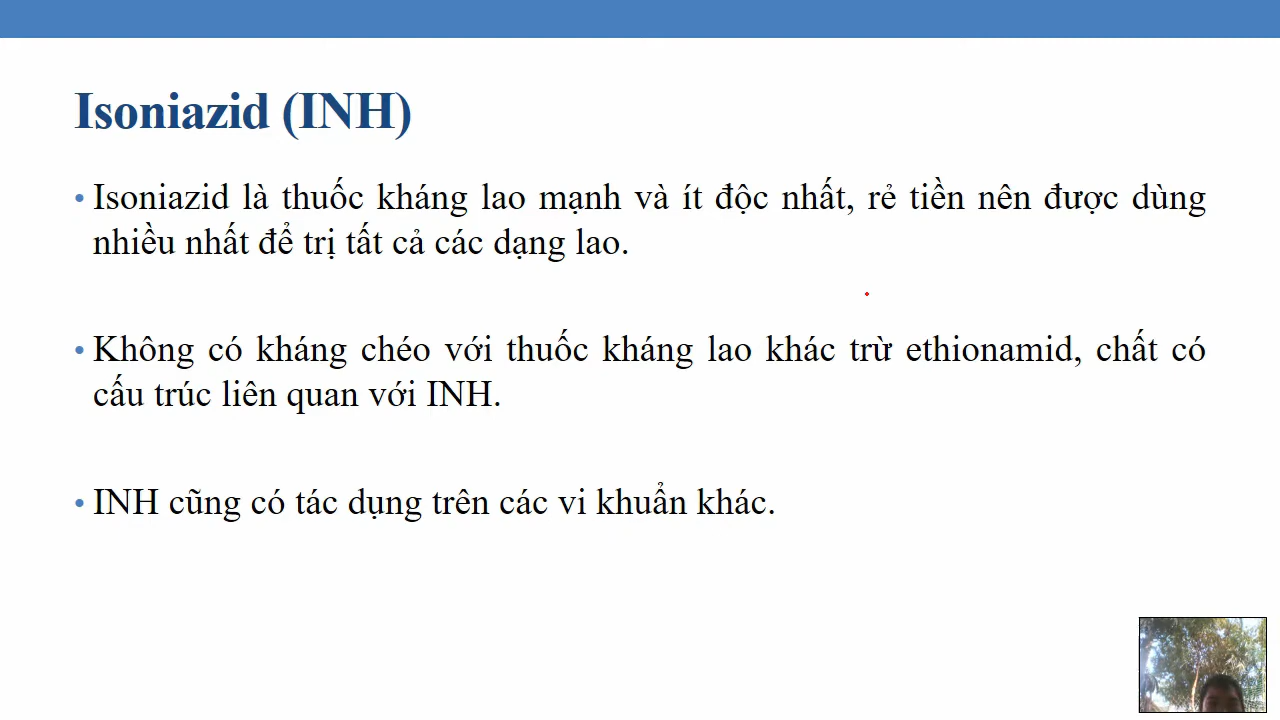 Isoniazid (INH)
• Isoniazid là thuốc kháng lao mạnh và ít độc nhất, rẻ tiền nên được dùng
nhiều nhất để trị tất cả các dạng lao.
• Không có kháng chéo với thuốc kháng lao khác trừ ethionamid, chất có
cấu trúc liên quan với INH.
• INH cũng có tác dụng trên các vi khuẩn khác.